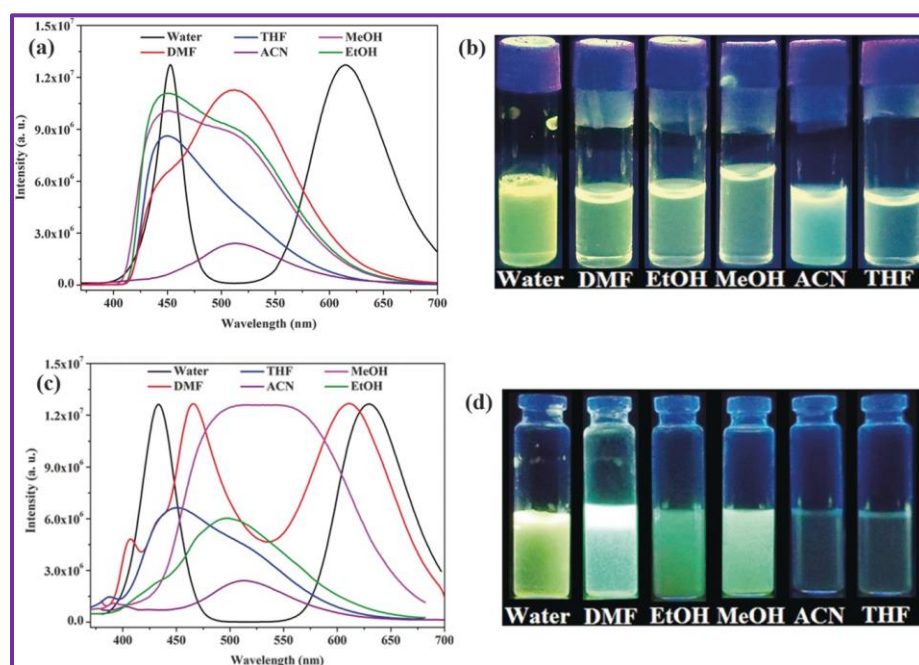 (a)
Water THF MeOH
DMF ACN EtOH
Intensity (a. u.)
1.5x10⁷
1.2x10⁷
9.0x10⁶
6.0x10⁶
3.0x10⁶
0.0
400 450 500 550 600 650 700
Wavelength (nm)
(b)
Water DMF EtOH MeOH ACN THF
(c)
Water THF MeOH
DMF ACN EtOH
Intensity (a. u.)
1.5x10⁷
1.2x10⁷
9.0x10⁶
6.0x10⁶
3.0x10⁶
0.0
400 450 500 550 600 650 700
Wavelength (nm)
(d)
Water DMF EtOH MeOH ACN THF